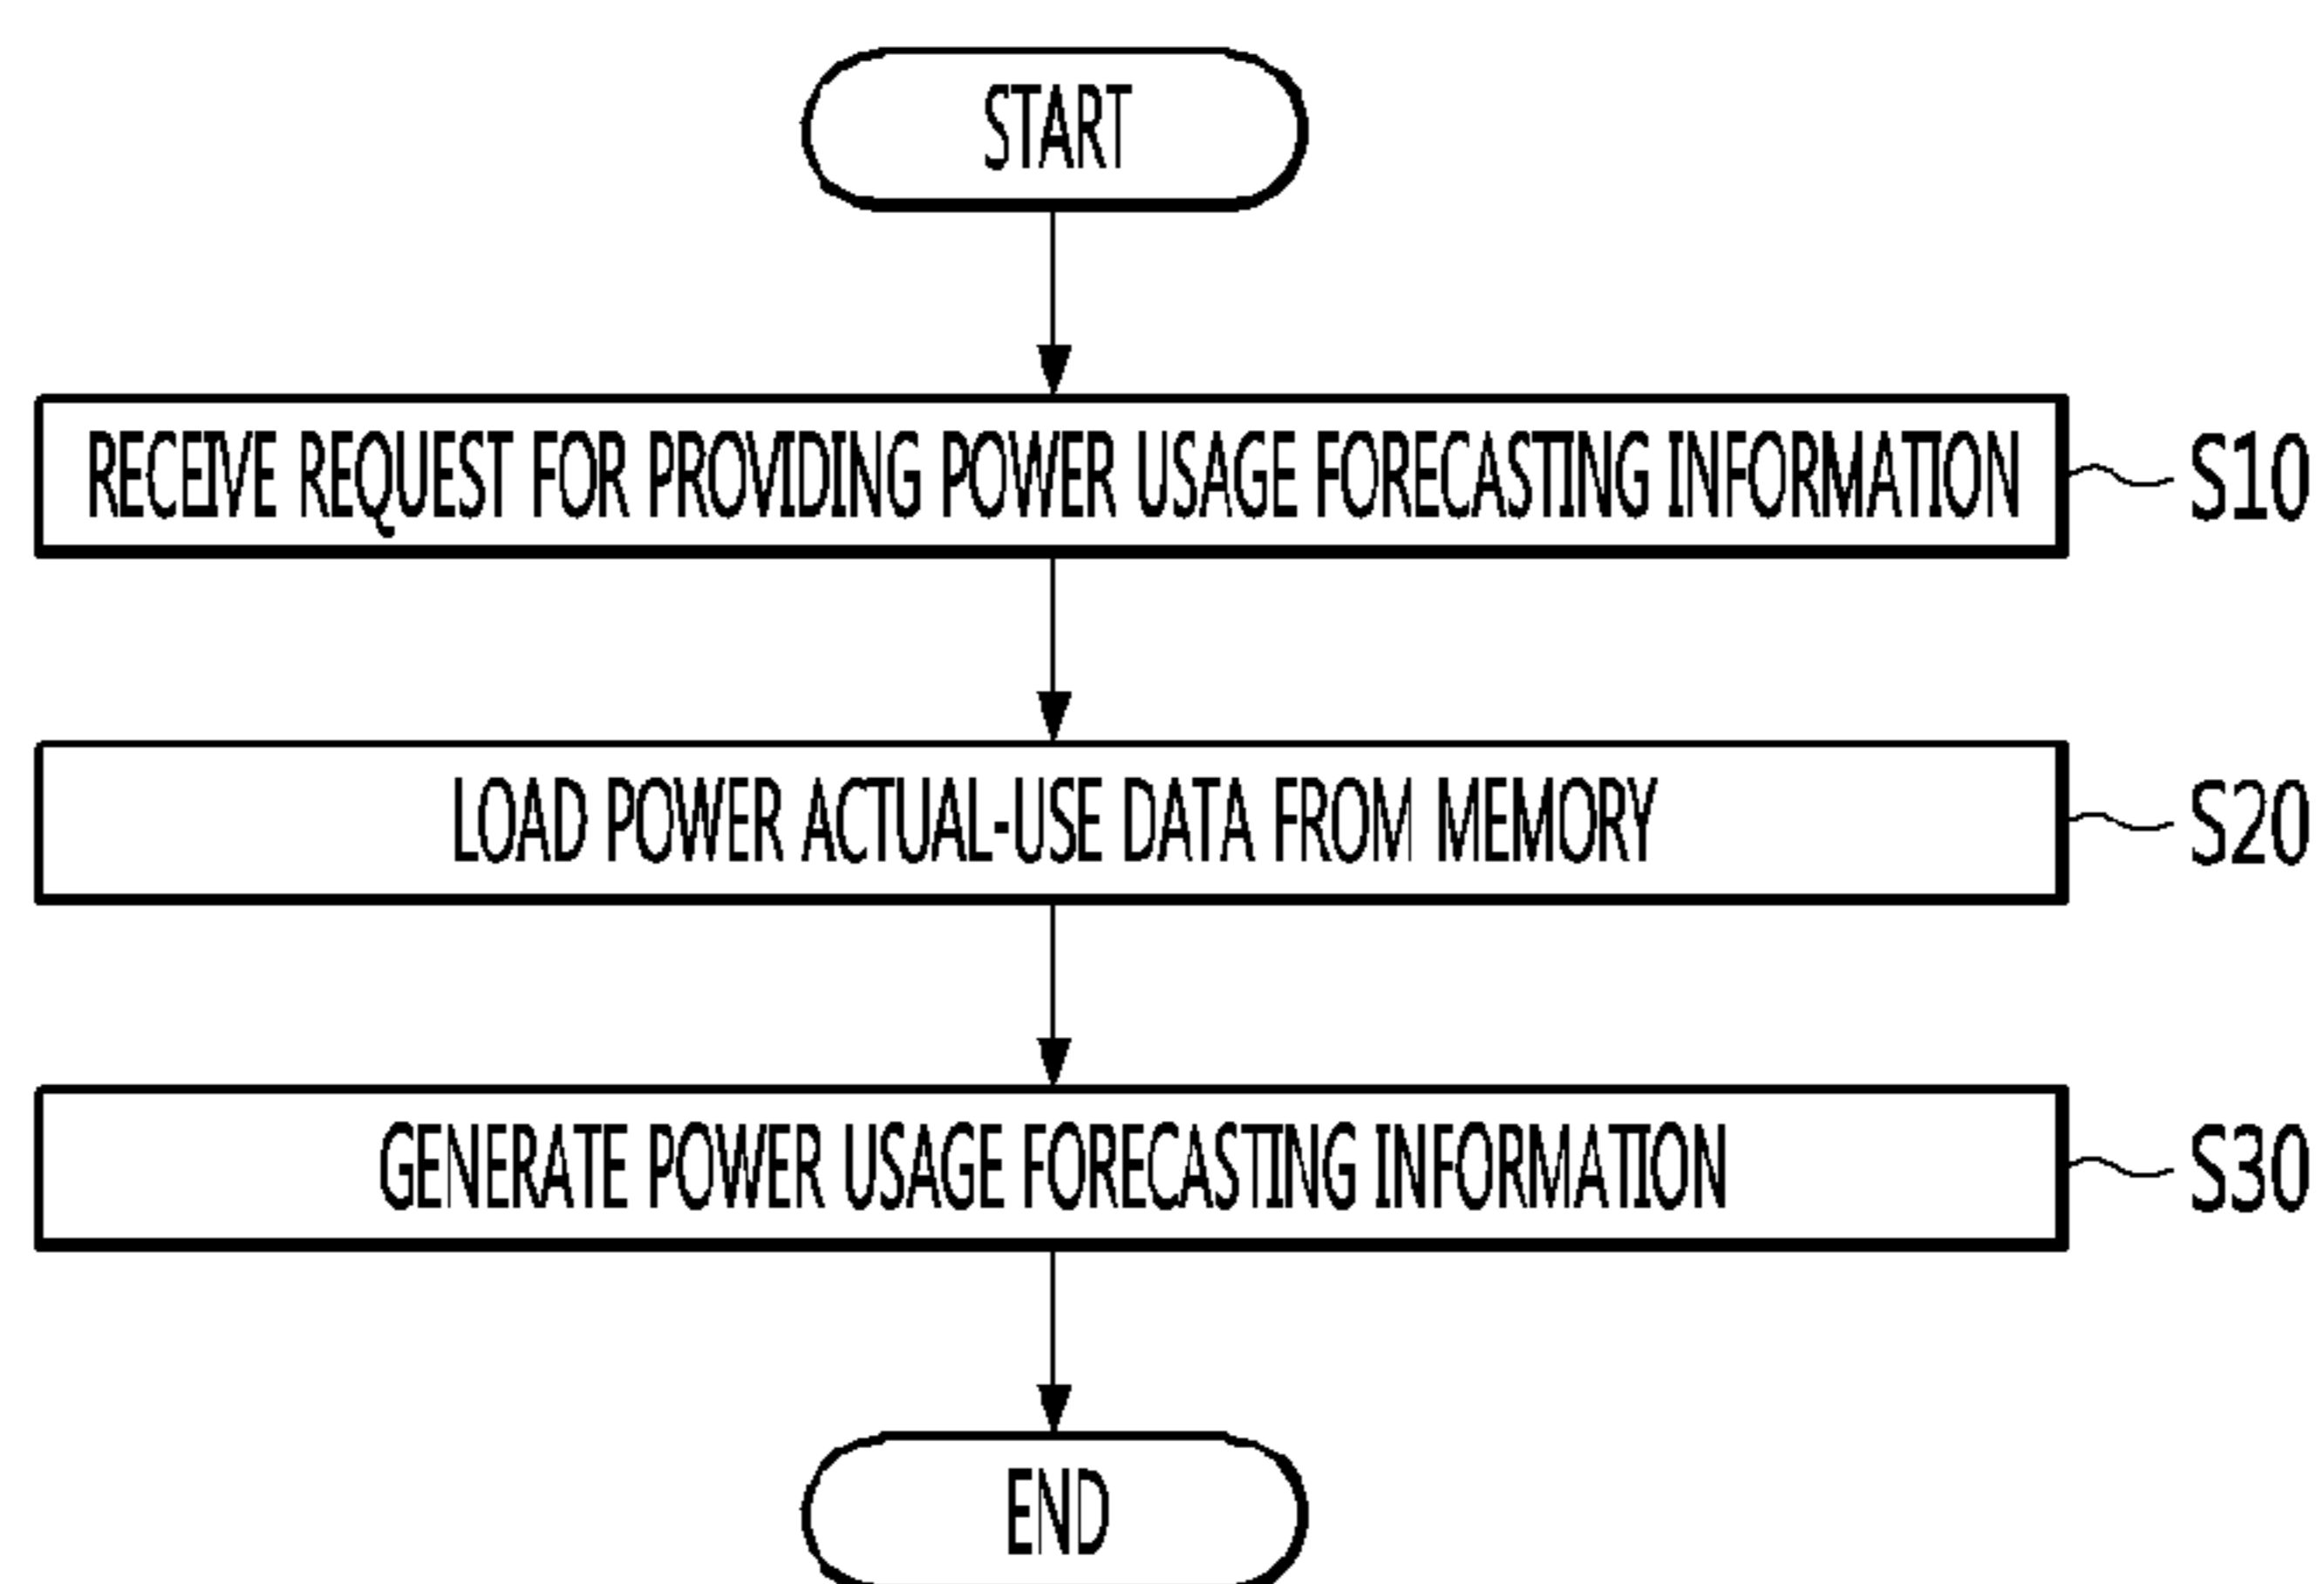 START
RECEIVE REQUEST FOR PROVIDING POWER USAGE FORECASTING INFORMATION S10
LOAD POWER ACTUAL-USE DATA FROM MEMORY S20
GENERATE POWER USAGE FORECASTING INFORMATION S30
END